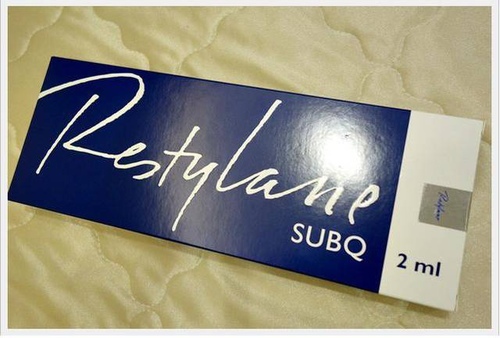 Restylane
SUBQ
2 ml